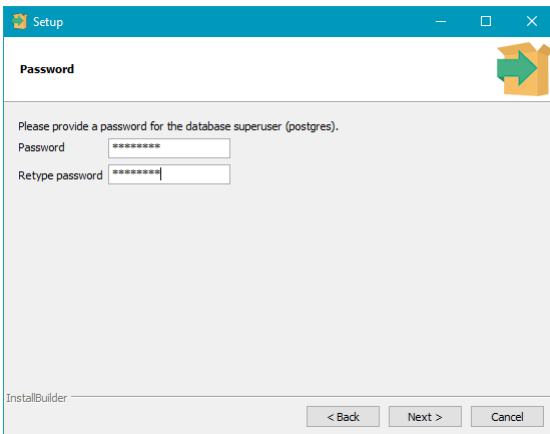 Setup
Password
Please provide a password for the database superuser (postgres).
Password ********
Retype password ********
InstallBuilder
< Back Next > Cancel